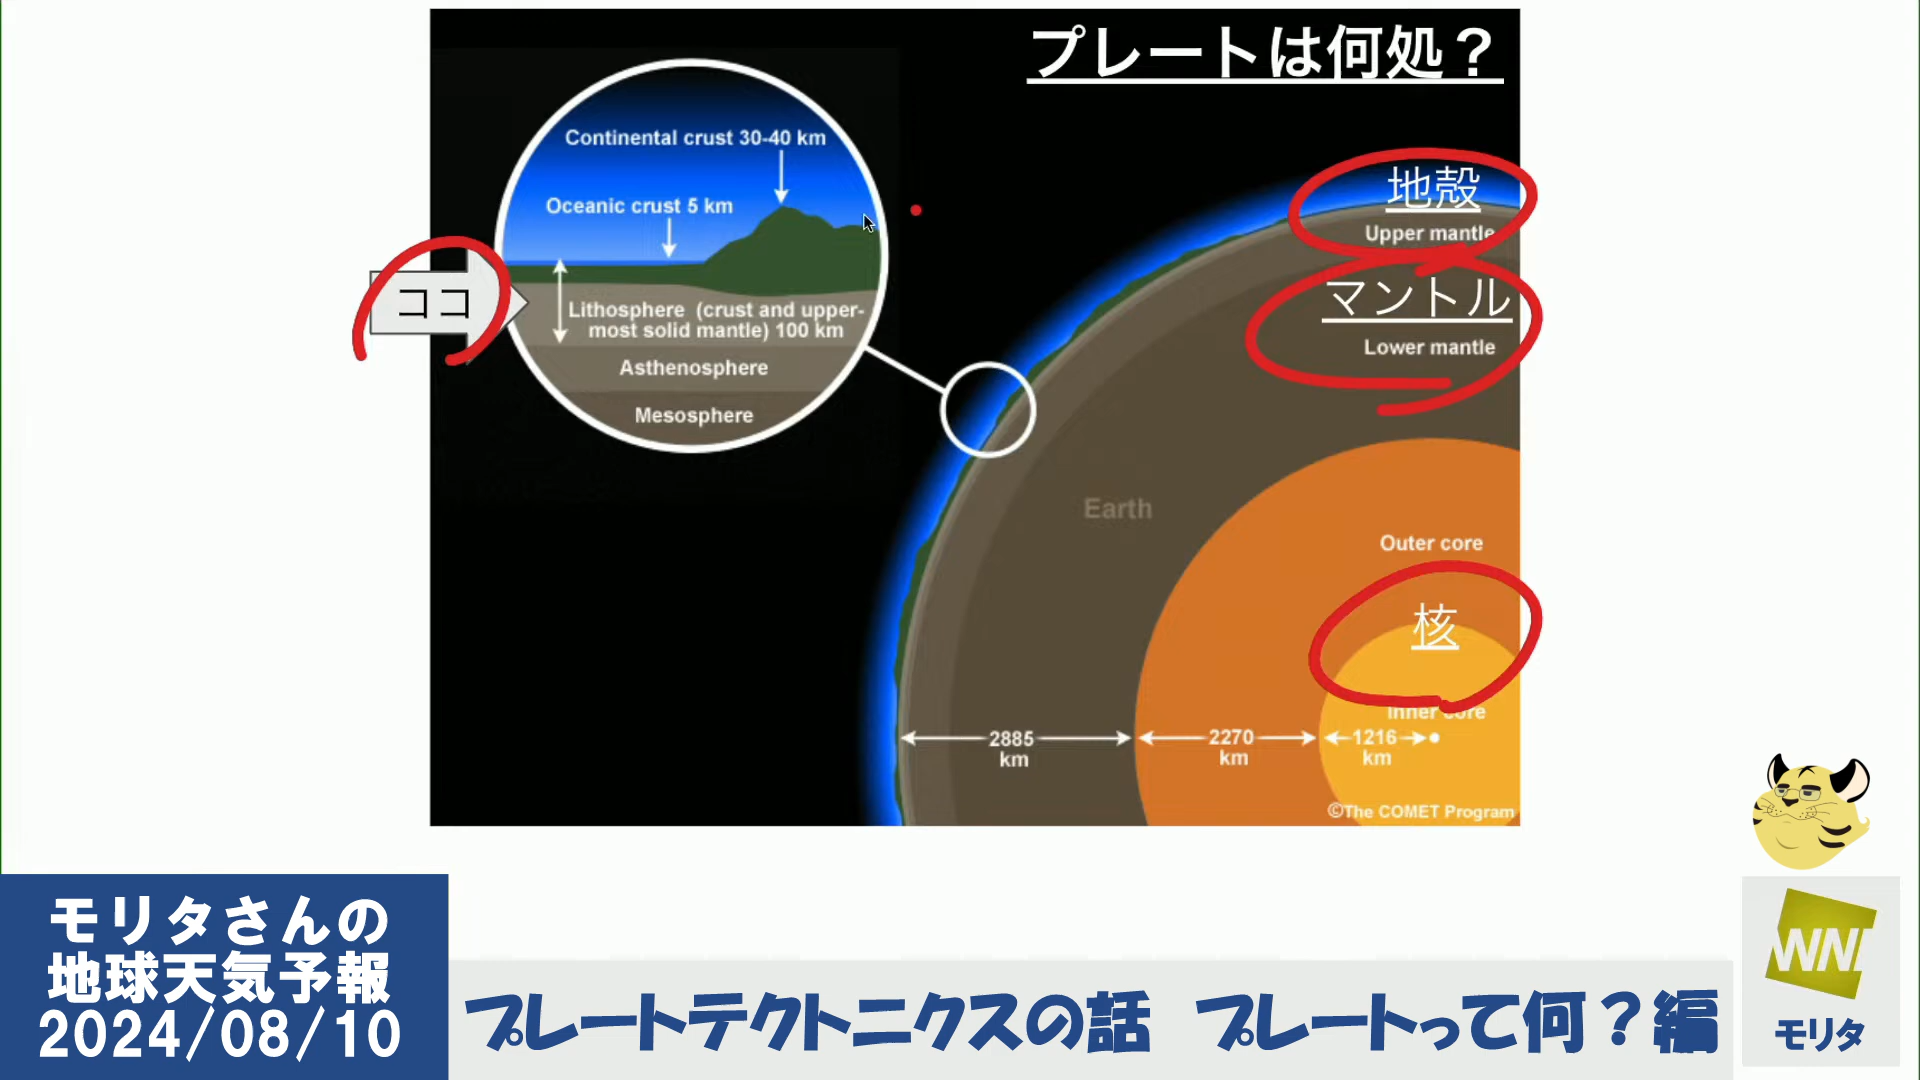 プレートは何処？
Continental crust 30-40 km
Oceanic crust 5 km
ココ
Lithosphere (crust and upper-
most solid mantle) 100 km
Asthenosphere
Mesosphere
地殻
Upper mantle
マントル
Lower mantle
Earth
Outer core
核
Inner core
2885
km
2270
km
1216
km
©The COMET Program
モリタさんの
地球天気予報
2024/08/10
プレートテクトニクスの話 プレートって何？編
WNI
モリタ